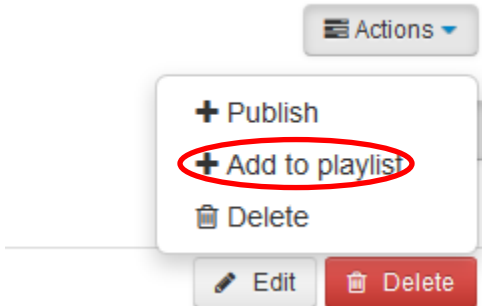 Actions
Publish
Add to playlist
Delete
Edit Delete